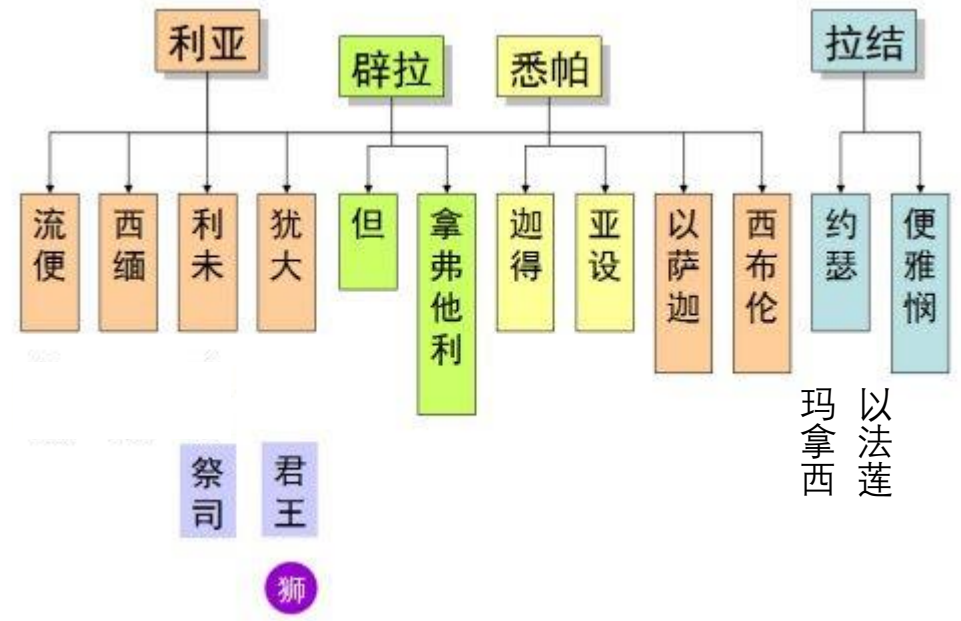 利亚
辟拉
悉帕
拉结
流便
西缅
利未
犹大
但
拿弗他利
迦得
亚设
以萨迦
西布伦
约瑟
便雅悯
玛拿西
以法莲
祭司
君王
狮